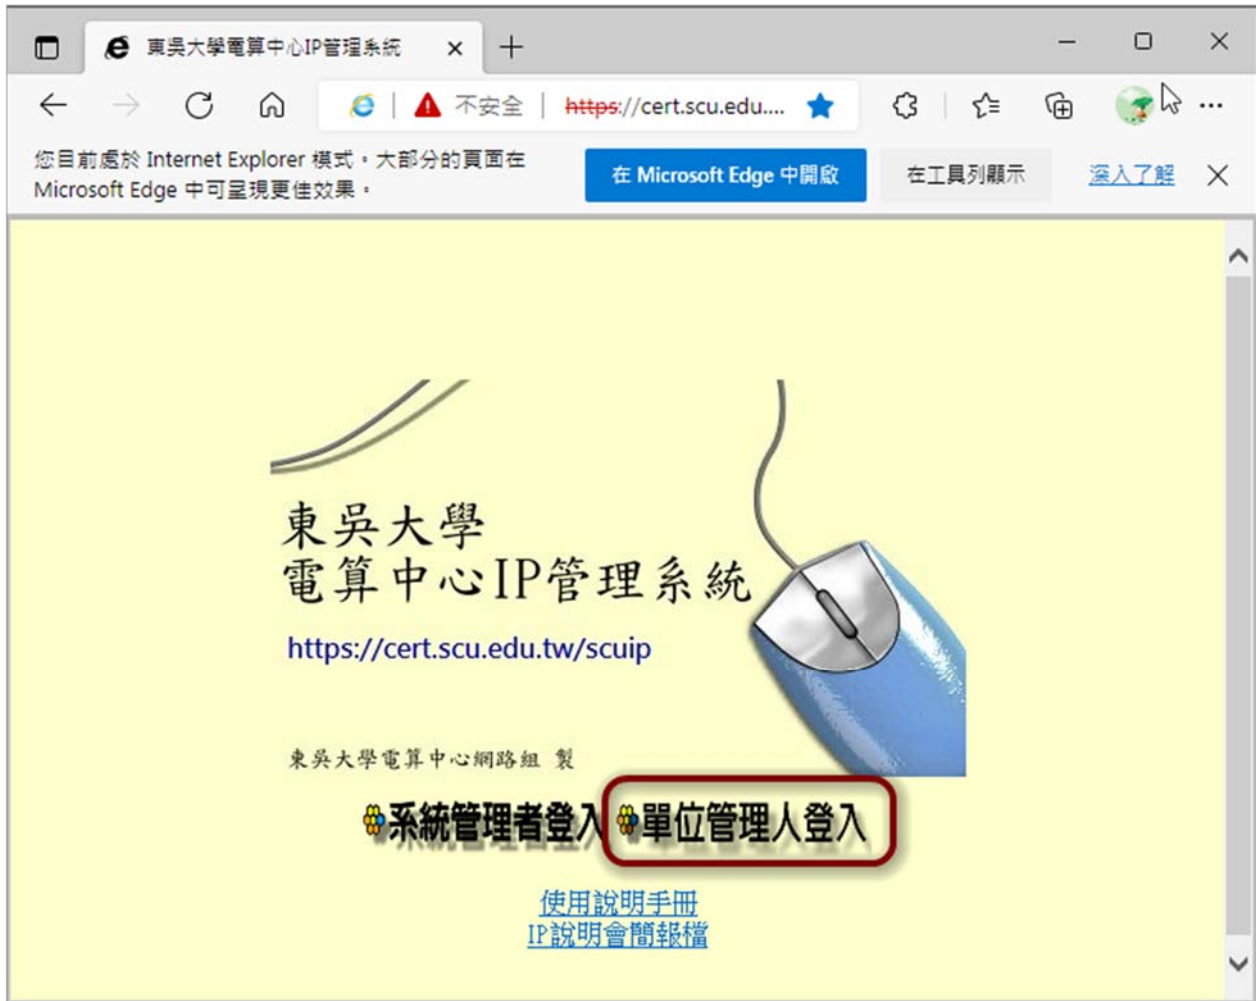 東吳大學電算中心IP管理系統
不安全 https://cert.scu.edu....
您目前處於 Internet Explorer 模式。大部分的頁面在
Microsoft Edge 中可呈現更佳效果。
在 Microsoft Edge 中開啟
在工具列顯示
深入了解
東吳大學
電算中心IP管理系統
https://cert.scu.edu.tw/scuip
東吳大學電算中心網路組 製
系統管理者登入 單位管理人登入
使用說明手冊
IP說明會簡報檔